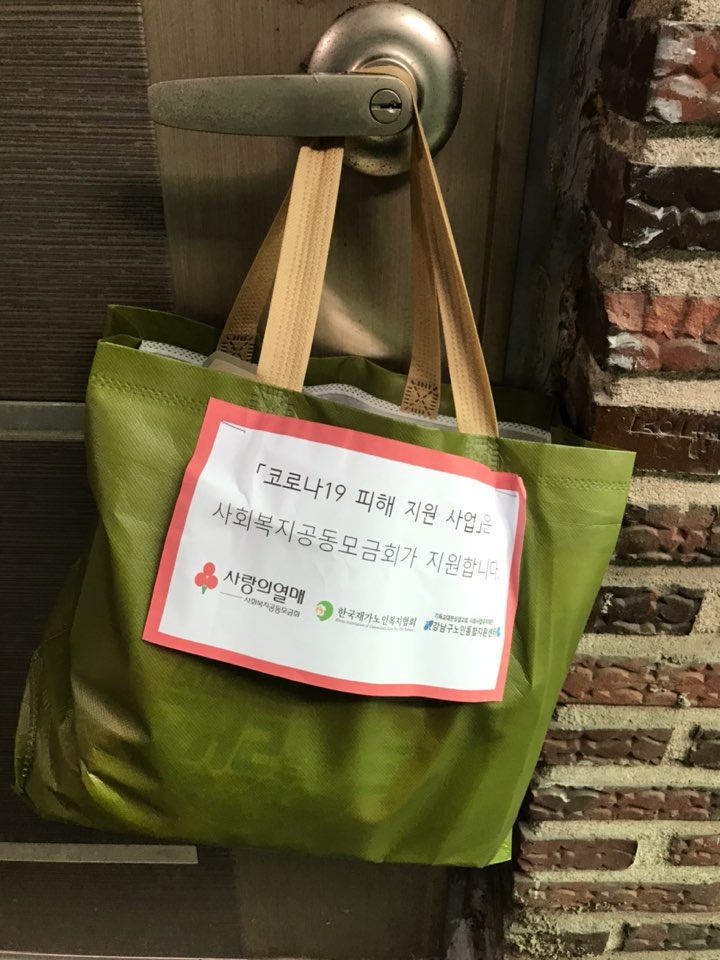 「코로나19 피해 지원 사업」은
사회복지공동모금회가 지원합니다.
사랑의열매
사회복지공동모금회
한국재가노인복지협회
강남구노인통합지원센터